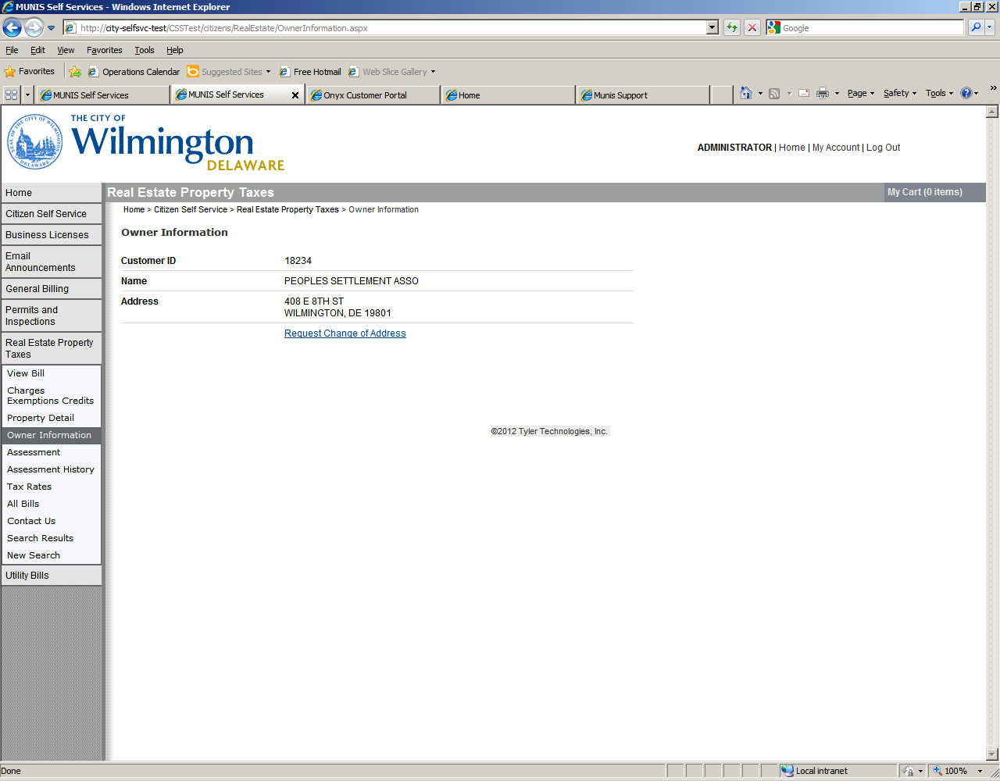 MUNIS Self Services - Windows Internet Explorer
http://city-selfsvc-test/CSSTest/citizens/RealEstate/OwnerInformation.aspx
Google
File Edit View Favorites Tools Help
Favorites Operations Calendar Suggested Sites Free Hotmail Web Slice Gallery
MUNIS Self Services MUNIS Self Services Onyx Customer Portal Home Munis Support
Page Safety Tools
THE CITY OF
Wilmington
DELAWARE
ADMINISTRATOR | Home | My Account | Log Out
Real Estate Property Taxes
My Cart (0 items)
Home > Citizen Self Service > Real Estate Property Taxes > Owner Information
Home
Citizen Self Service
Business Licenses
Email
Announcements
General Billing
Permits and
Inspections
Real Estate Property
Taxes
View Bill
Charges
Exemptions Credits
Property Detail
Owner Information
Assessment
Assessment History
Tax Rates
All Bills
Contact Us
Search Results
New Search
Utility Bills
Owner Information
Customer ID 18234
Name PEOPLES SETTLEMENT ASSO
Address 408 E 8TH ST
WILMINGTON, DE 19801
Request Change of Address
©2012 Tyler Technologies, Inc.
Done
Local intranet
100%